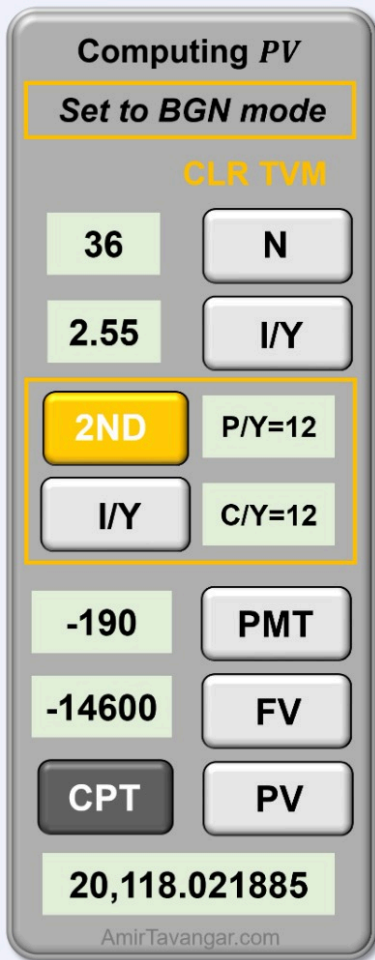 Computing PV
Set to BGN mode
CLR TVM
36 N
2.55 I/Y
2ND P/Y=12
I/Y C/Y=12
-190 PMT
-14600 FV
CPT PV
20,118.021885
AmirTavangar.com